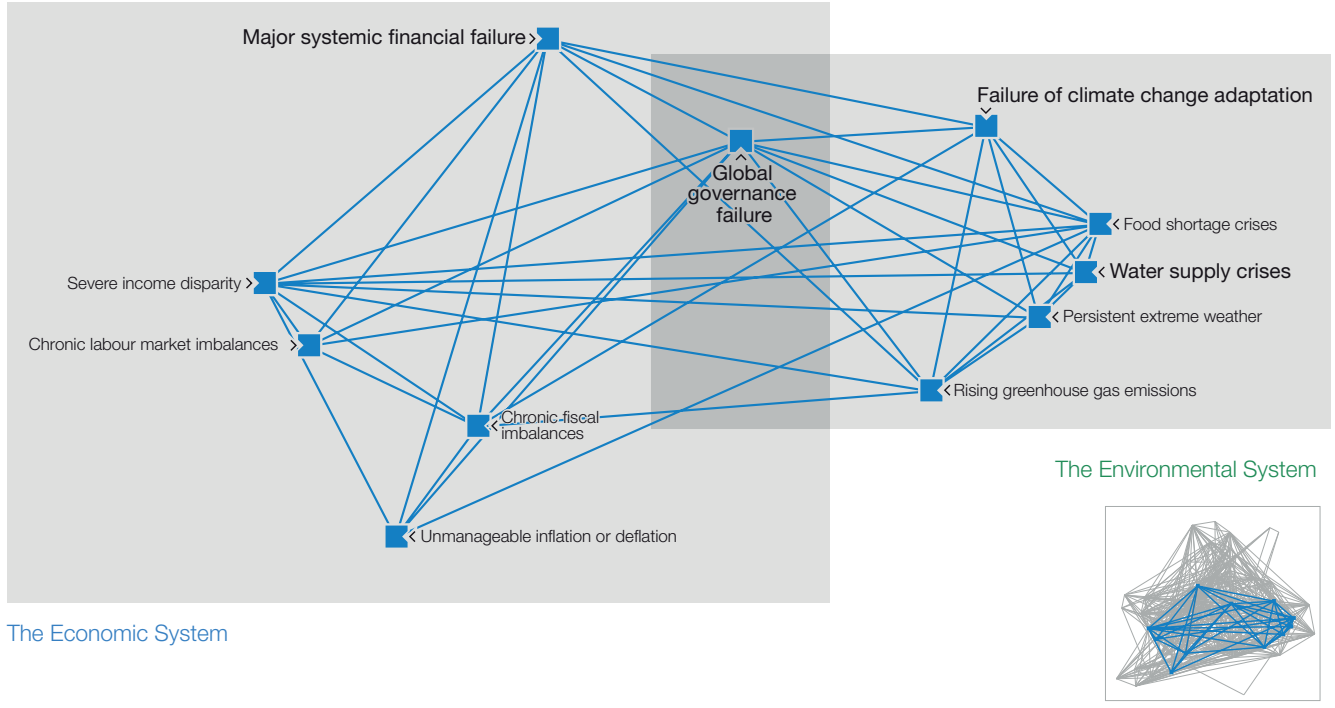 Major systemic financial failure
Failure of climate change adaptation
Global
governance
failure
Food shortage crises
Water supply crises
Severe income disparity
Persistent extreme weather
Chronic labour market imbalances
Rising greenhouse gas emissions
Chronic fiscal
imbalances
The Environmental System
Unmanageable inflation or deflation
The Economic System